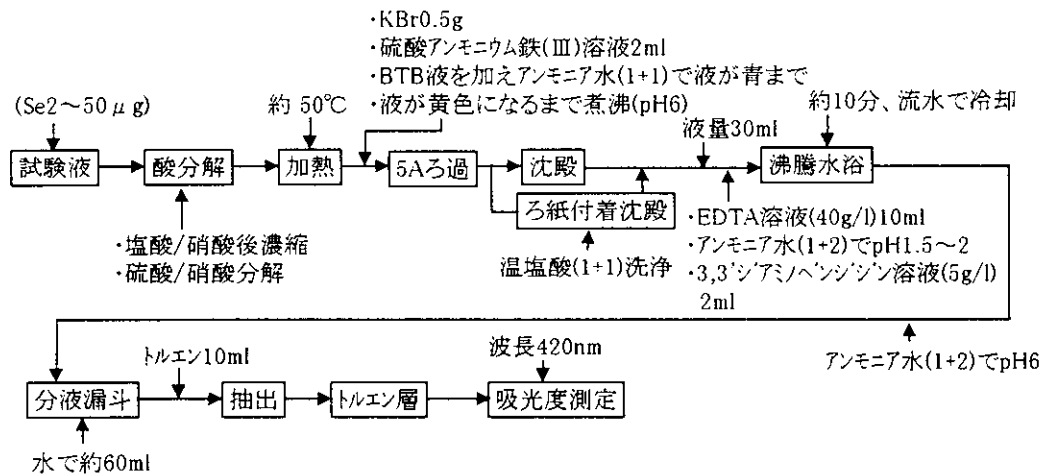 ・KBr0.5g
・硫酸アンモニウム鉄(Ⅲ)溶液2ml
・BTB液を加えアンモニア水(1+1)で液が青まで
・液が黄色になるまで煮沸(pH6)
(Se2～50μg)
約50℃
液量30ml
約10分、流水で冷却
試験液
酸分解
加熱
5Aろ過
沈殿
沸騰水浴
ろ紙付着沈殿
・塩酸/硝酸後濃縮
・硫酸/硝酸分解
温塩酸(1+1)洗浄
・EDTA溶液(40g/l)10ml
・アンモニア水(1+2)でpH1.5～2
・3,3'ジアミノベンジジン溶液(5g/l)
2ml
アンモニア水(1+2)でpH6
トルエン10ml
波長420nm
分液漏斗
抽出
トルエン層
吸光度測定
水で約60ml